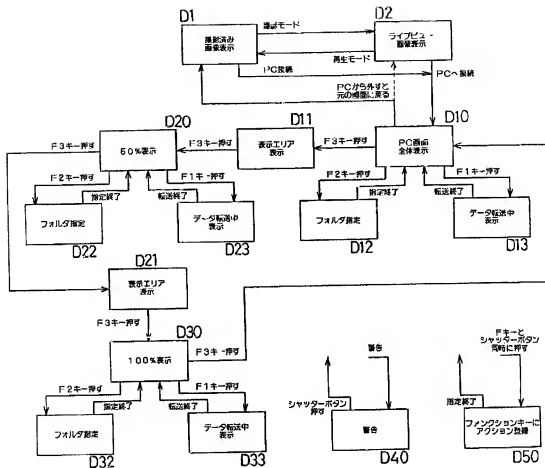 D1
D2
撮影済み
画像表示
撮影モード
再生モード
ライブビュー
画像表示
PC接続
PCへ接続
PCから外すと
元の画面に戻る
D20
D11
D10
60%表示
F3キー押す
表示エリア
表示
F3キー押す
PC画面
全体表示
F3キー押す
F2キー押す
指定終了
F1キー押す
転送終了
フォルダ指定
D22
データ転送中
表示
D23
F2キー押す
指定終了
F1キー押す
転送終了
フォルダ指定
D12
データ転送中
表示
D13
D21
表示エリア
表示
F3キー押す
D30
100%表示
F3キー押す
F2キー押す
指定終了
F1キー押す
転送終了
フォルダ指定
D32
データ転送中
表示
D33
警告
シャッターボタン
押す
警告
D40
Fキーと
シャッターボタン
同時に押す
指定終了
ファンクションキーに
アクション登録
D50